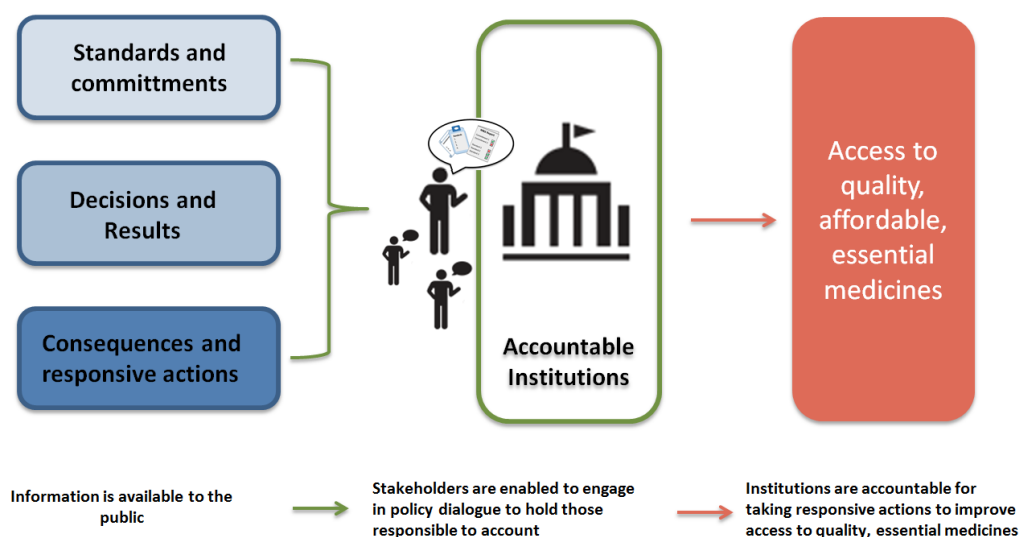 Standards and
committments
Decisions and
Results
Consequences and
responsive actions
Accountable
Institutions
Access to
quality,
affordable,
essential
medicines
Information is available to the
public
Stakeholders are enabled to engage
in policy dialogue to hold those
responsible to account
Institutions are accountable for
taking responsive actions to improve
access to quality, essential medicines